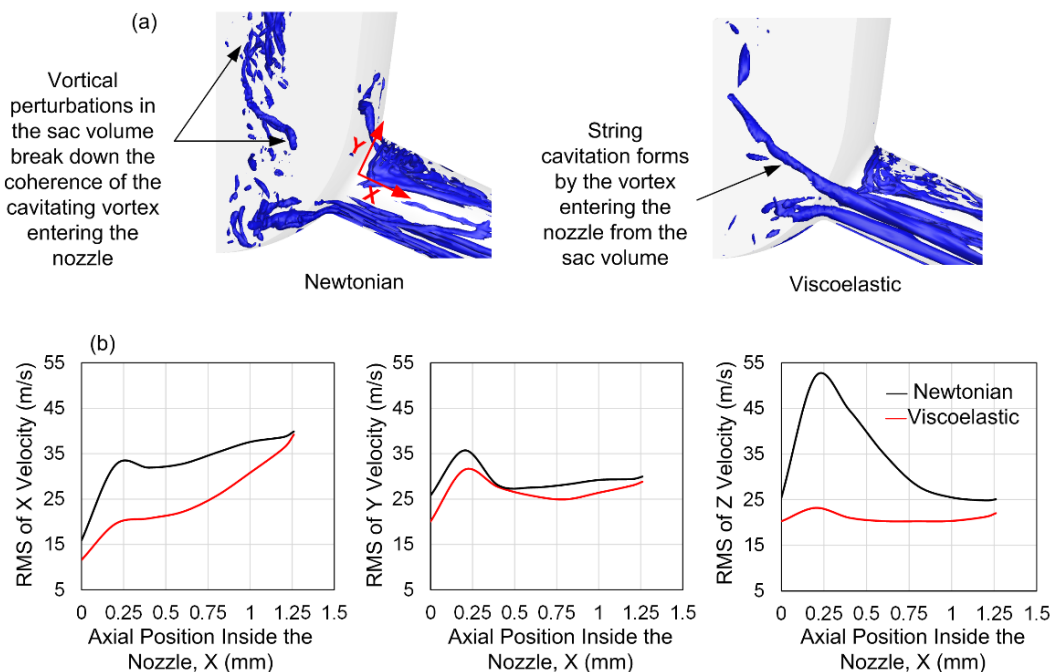 (a)
Vortical
perturbations in
the sac volume
break down the
coherence of the
cavitating vortex
entering the
nozzle
Y
X
Newtonian
String
cavitation forms
by the vortex
entering the
nozzle from the
sac volume
Viscoelastic
(b)
RMS of X Velocity (m/s)
55
45
35
25
15
5
0 0.25 0.5 0.75 1 1.25 1.5
Axial Position Inside the
Nozzle, X (mm)
RMS of Y Velocity (m/s)
55
45
35
25
15
5
0 0.25 0.5 0.75 1 1.25 1.5
Axial Position Inside the
Nozzle, X (mm)
RMS of Z Velocity (m/s)
55
45
35
25
15
5
Newtonian
Viscoelastic
0 0.25 0.5 0.75 1 1.25 1.5
Axial Position Inside the
Nozzle, X (mm)